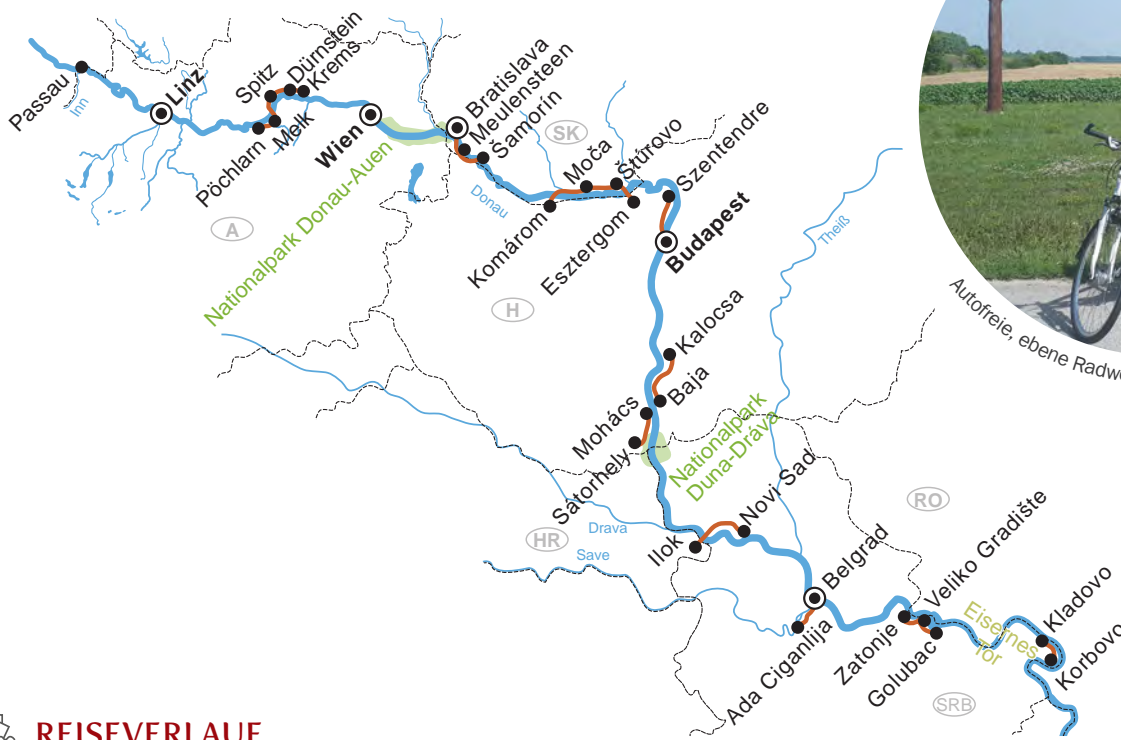 Passau
Inn
Linz
Pöchlarn
Melk
Spitz
Dürnstein
Krems
Wien
Nationalpark Donau-Auen
Bratislava
Meulensteen
Šamorín
Donau
A
SK
H
Komárom
Moča
Štúrovo
Esztergom
Szentendre
Budapest
Theiß
Kalocsa
Baja
Mohács
Sátorhely
Nationalpark
Duna-Dráva
Drava
HR
Save
Ilok
Novi Sad
RO
Belgrad
Ada Ciganlija
Zatonje
Veliko Gradište
Golubac
Eisernes
Tor
Kladovo
Korbovo
SRB
Autofreie, ebene Radw
REISEVERLAUF